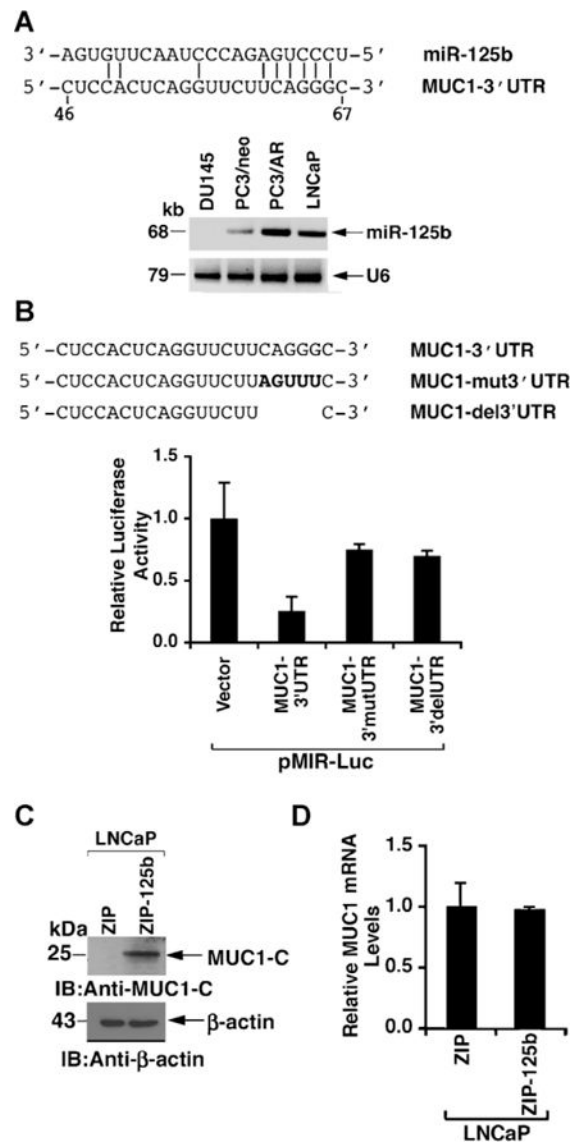 A
3'-AGUGUUCAAUCCCAGAGUCCCU-5' miR-125b
5'-CUCCACUCAGGUUCUUCAGGGC-3' MUC1-3'UTR
46 67
DU145 PC3/neo PC3/AR LNCaP
kb
68 miR-125b
79 U6
B
5'-CUCCACUCAGGUUCUUCAGGGC-3' MUC1-3'UTR
5'-CUCCACUCAGGUUCUUAGUUUC-3' MUC1-mut3'UTR
5'-CUCCACUCAGGUUCUU C-3' MUC1-del3'UTR
Relative Luciferase
Activity
1.5
1.0
0.5
0.0
Vector
MUC1-
3'UTR
MUC1-
3'mutUTR
MUC1-
3'delUTR
pMIR-Luc
C
LNCaP
ZIP ZIP-125b
kDa
25 MUC1-C
IB:Anti-MUC1-C
43 β-actin
IB:Anti-β-actin
D
Relative MUC1 mRNA
Levels
1.5
1.0
0.5
0.0
ZIP
ZIP-125b
LNCaP